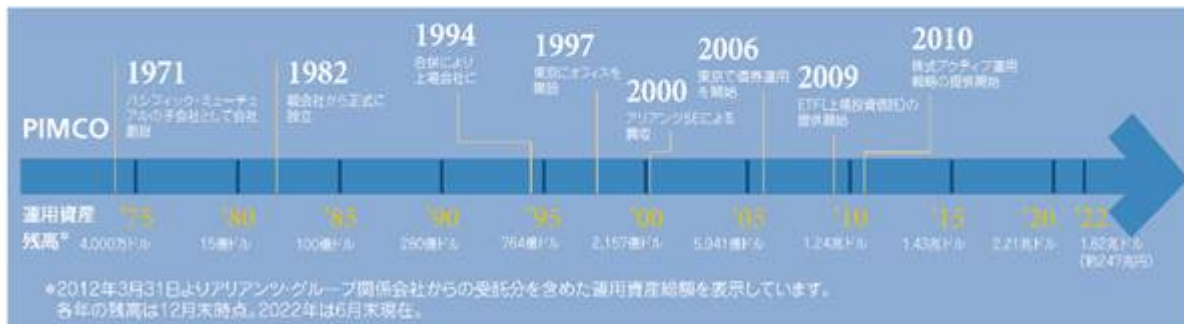 1971
パシフィック・ミューチュ
アルの子会社として会社
創設
1982
親会社から正式に
独立
1994
合併により
上場会社に
1997
東京にオフィスを
開設
2000
アリアンツSEによる
買収
2006
東京で債券運用
を開始
2009
ETF(上場投資信託)の
提供開始
2010
株式アクティブ運用
戦略の提供開始
PIMCO
運用資産
残高*
'75 '80 '85 '90 '95 '00 '05 '10 '15 '20 '22
4,000万ドル 15億ドル 100億ドル 280億ドル 764億ドル 2,157億ドル 5,941億ドル 1.24兆ドル 1.43兆ドル 2.21兆ドル 1.82兆ドル
(約247兆円)
*2012年3月31日よりアリアンツ・グループ関係会社からの受託分を含めた運用資産総額を表示しています。
各年の残高は12月末時点。2022年は6月末現在。